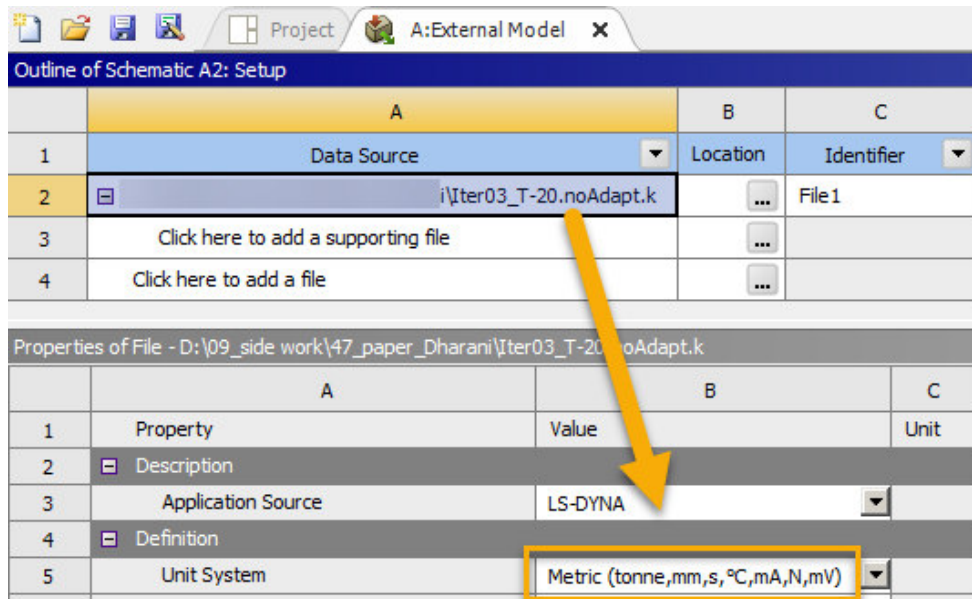 Project A:External Model X
Outline of Schematic A2: Setup
A B C
1 Data Source Location Identifier
2 i\Iter03_T-20.noAdapt.k ... File1
3 Click here to add a supporting file ...
4 Click here to add a file ...
Properties of File - D:\09_side work\47_paper_Dharani\Iter03_T-20.noAdapt.k
A B C
1 Property Value Unit
2 Description
3 Application Source LS-DYNA
4 Definition
5 Unit System Metric (tonne,mm,s,°C,mA,N,mV)